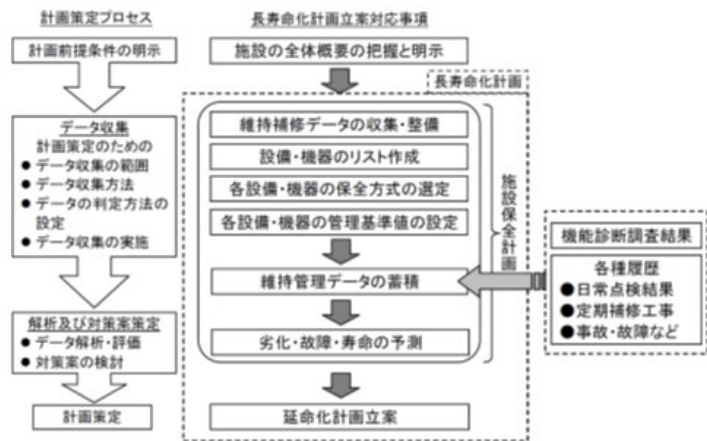 計画策定プロセス
計画前提条件の明示
データ収集
計画策定のための
●データ収集の範囲
●データ収集方法
●データの判定方法の
設定
●データ収集の実施
解析及び対策案策定
●データ解析・評価
●対策案の検討
計画策定
長寿命化計画立案対応事項
施設の全体概要の把握と明示
長寿命化計画
維持補修データの収集・整備
設備・機器のリスト作成
各設備・機器の保全方式の選定
各設備・機器の管理基準値の設定
維持管理データの蓄積
劣化・故障・寿命の予測
施設保全計画
延命化計画立案
機能診断調査結果
各種履歴
●日常点検結果
●定期補修工事
●事故・故障など